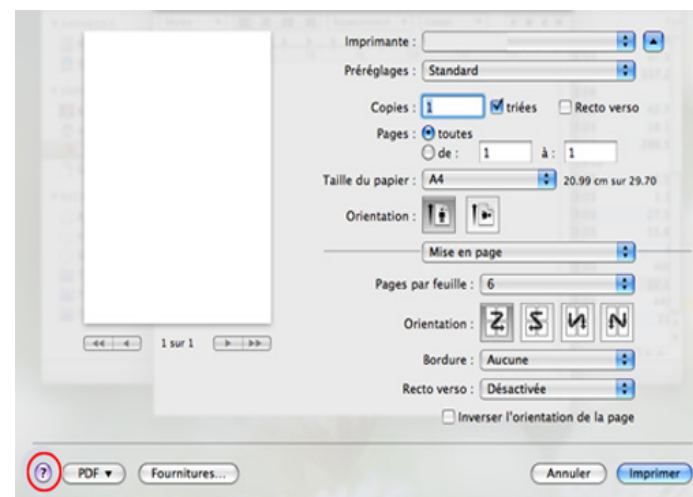 Imprimante :
Préréglages : Standard
Copies : 1 triées Recto verso
Pages : toutes
de : 1 à : 1
Taille du papier : A4 20.99 cm sur 29.70
Orientation :
Mise en page
Pages par feuille : 6
Orientation :
1 sur 1
Bordure : Aucune
Recto verso : Désactivée
Inverser l'orientation de la page
? PDF Fournitures... Annuler Imprimer